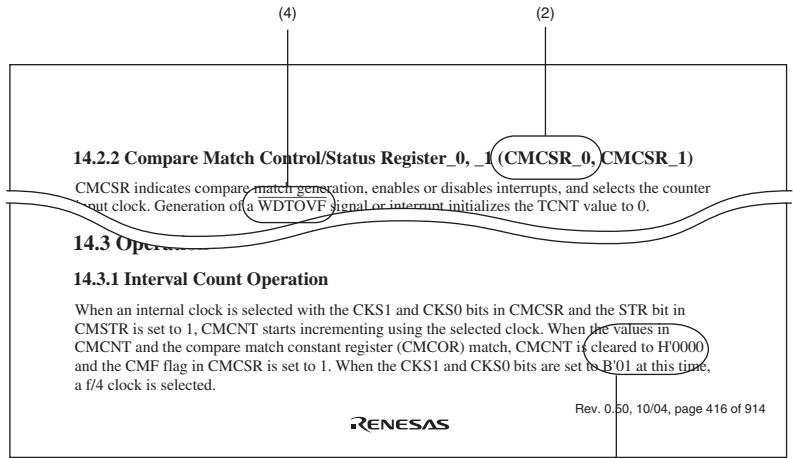 (4)
(2)
14.2.2 Compare Match Control/Status Register_0, _1 (CMCSR_0, CMCSR_1)
CMCSR indicates compare match generation, enables or disables interrupts, and selects the counter
input clock. Generation of a WDTOVF signal or interrupt initializes the TCNT value to 0.
14.3 Operation
14.3.1 Interval Count Operation
When an internal clock is selected with the CKS1 and CKS0 bits in CMCSR and the STR bit in
CMSTR is set to 1, CMCNT starts incrementing using the selected clock. When the values in
CMCNT and the compare match constant register (CMCOR) match, CMCNT is cleared to H'0000
and the CMF flag in CMCSR is set to 1. When the CKS1 and CKS0 bits are set to B'01 at this time,
a f/4 clock is selected.
Rev. 0.50, 10/04, page 416 of 914
RENESAS